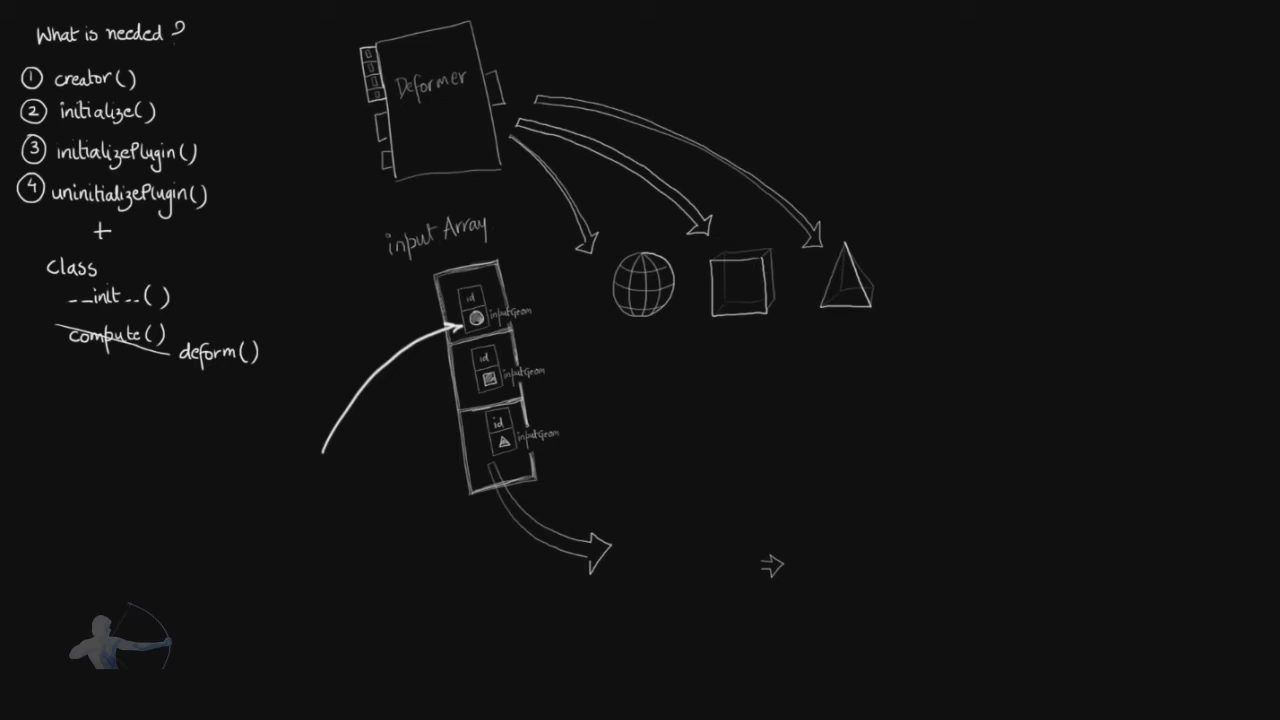 What is needed ?
1 creator()
2 initialize()
3 initializePlugin()
4 uninitializePlugin()
+
Class
__init__()
compute()
deform()
Deformer
input Array
id
inputGeom
id
inputGeom
id
inputGeom